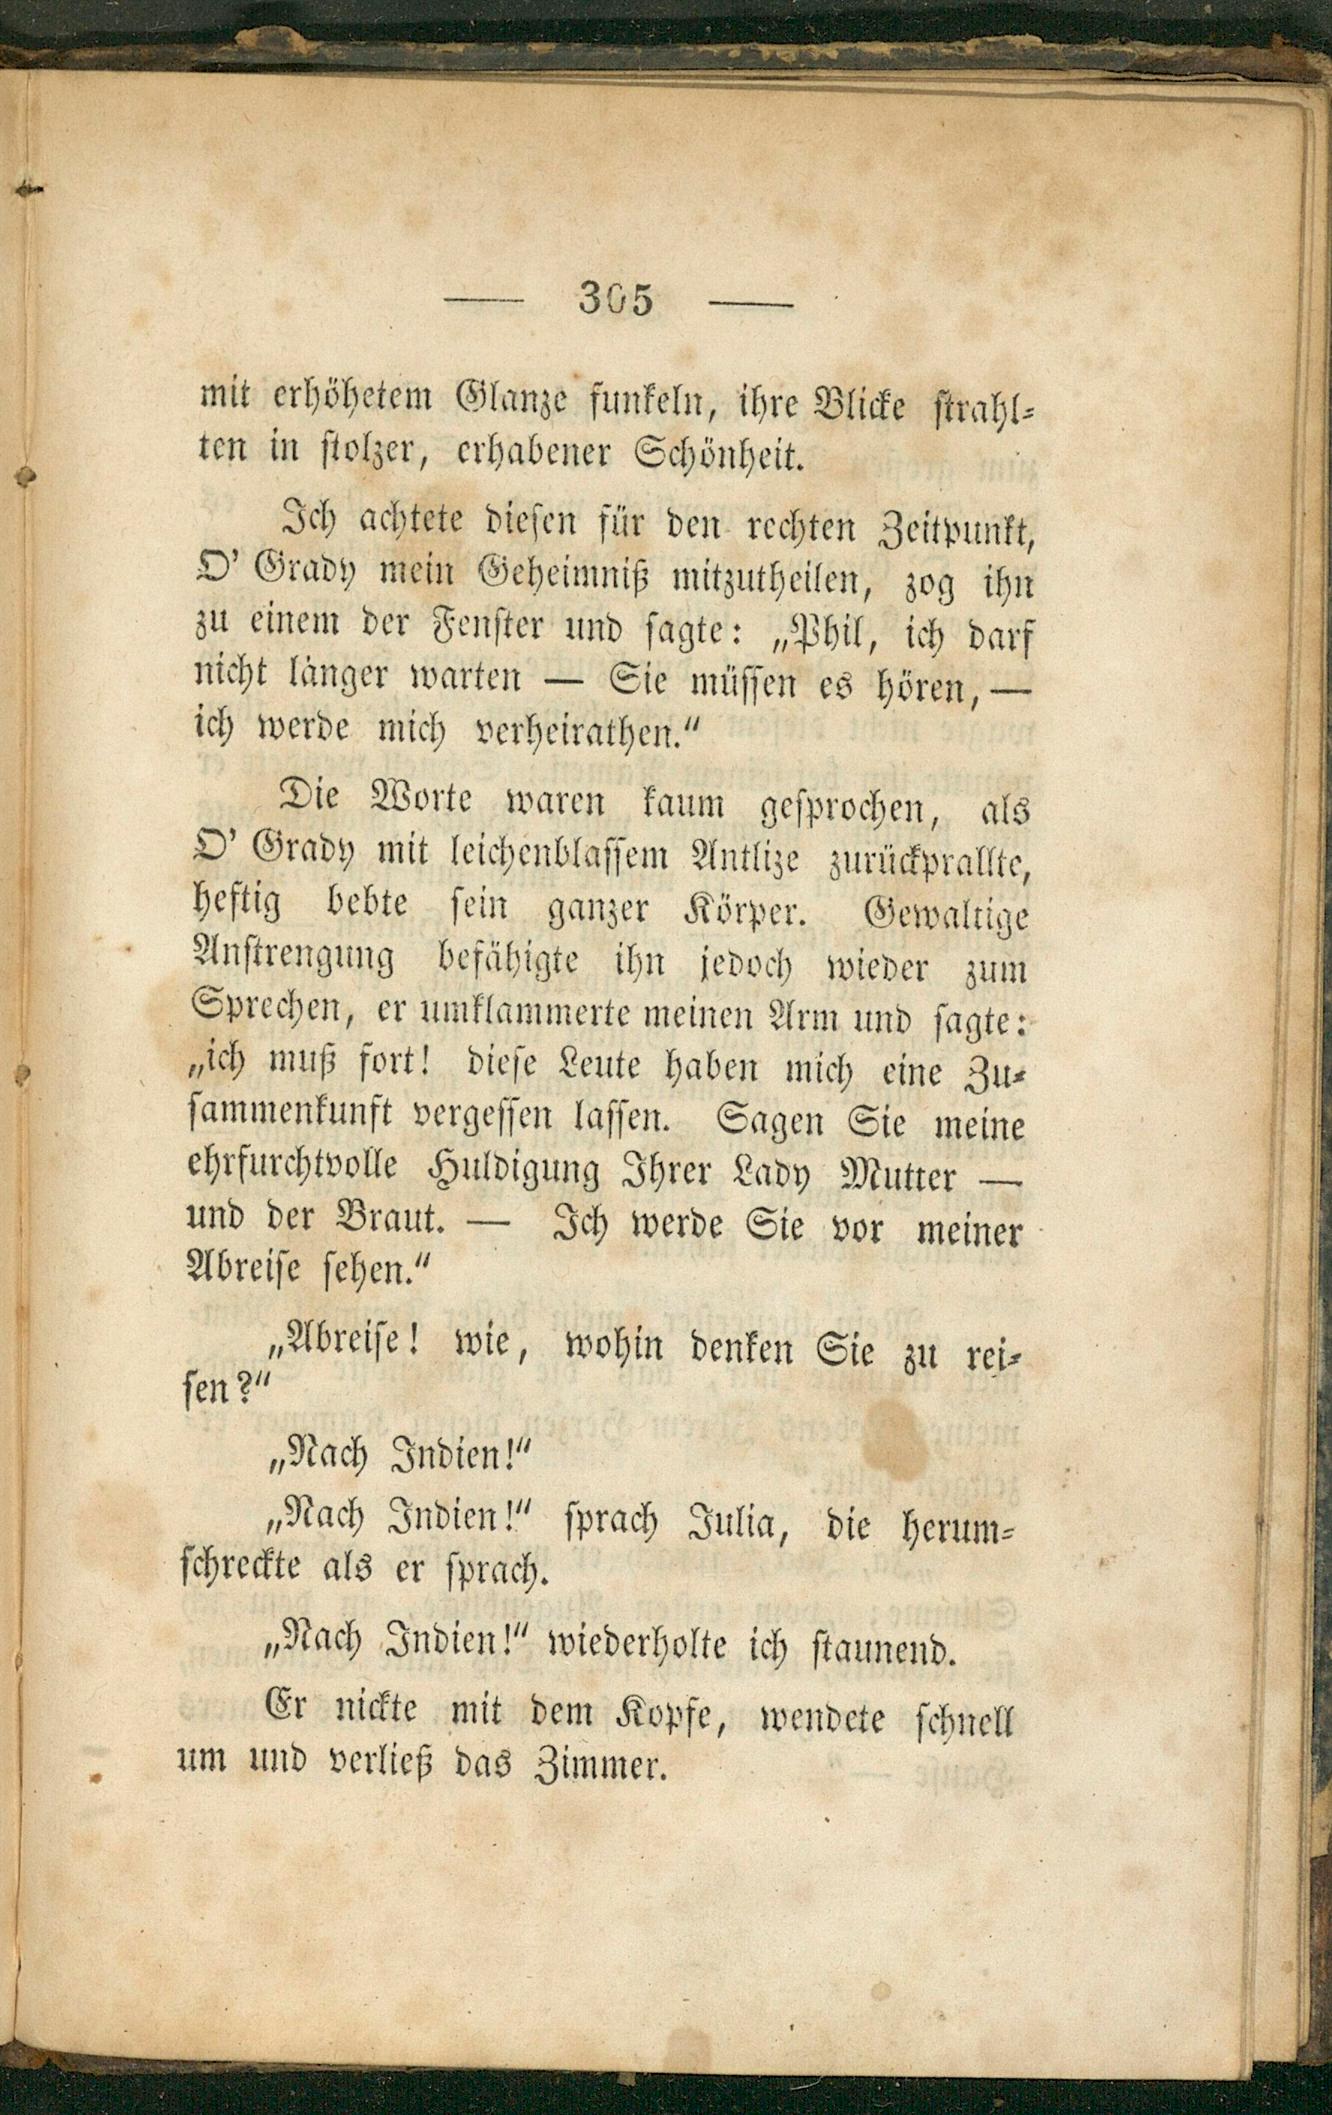 — 305 —
mit erhöhetem Glanze funkeln, ihre Blicke strahl-
ten in stolzer, erhabener Schönheit.
Ich achtete diesen für den rechten Zeitpunkt,
O' Grady mein Geheimniß mitzutheilen, zog ihn
zu einem der Fenster und sagte: „Phil, ich darf
nicht länger warten — Sie müssen es hören, —
ich werde mich verheirathen.“
Die Worte waren kaum gesprochen, als
O' Grady mit leichenblassem Antlize zurückprallte,
heftig bebte sein ganzer Körper. Gewaltige
Anstrengung befähigte ihn jedoch wieder zum
Sprechen, er umklammerte meinen Arm und sagte:
„ich muß fort! diese Leute haben mich eine Zu-
sammenkunft vergessen lassen. Sagen Sie meine
ehrfurchtvolle Huldigung Ihrer Lady Mutter —
und der Braut. — Ich werde Sie vor meiner
Abreise sehen.“
„Abreise! wie, wohin denken Sie zu rei-
sen?“
„Nach Indien!“
„Nach Indien!“ sprach Julia, die herum-
schreckte als er sprach.
„Nach Indien!“ wiederholte ich staunend.
Er nickte mit dem Kopfe, wendete schnell
um und verließ das Zimmer.